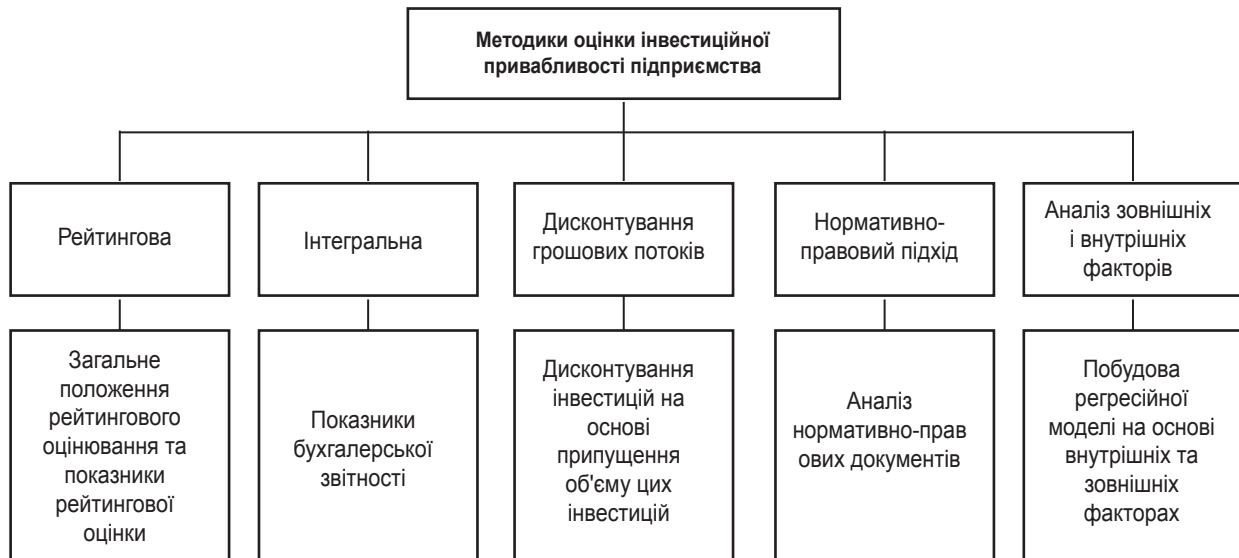 Методики оцінки інвестиційної
привабливості підприємства
Рейтингова
Інтегральна
Дисконтування
грошових потоків
Нормативно-
правовий підхід
Аналіз зовнішніх
і внутрішніх
факторів
Загальне
положення
рейтингового
оцінювання та
показники
рейтингової
оцінки
Показники
бухгалерської
звітності
Дисконтування
інвестицій на
основі
припущення
об'єму цих
інвестицій
Аналіз
нормативно-прав
ових документів
Побудова
регресійної
моделі на основі
внутрішніх та
зовнішніх
факторах